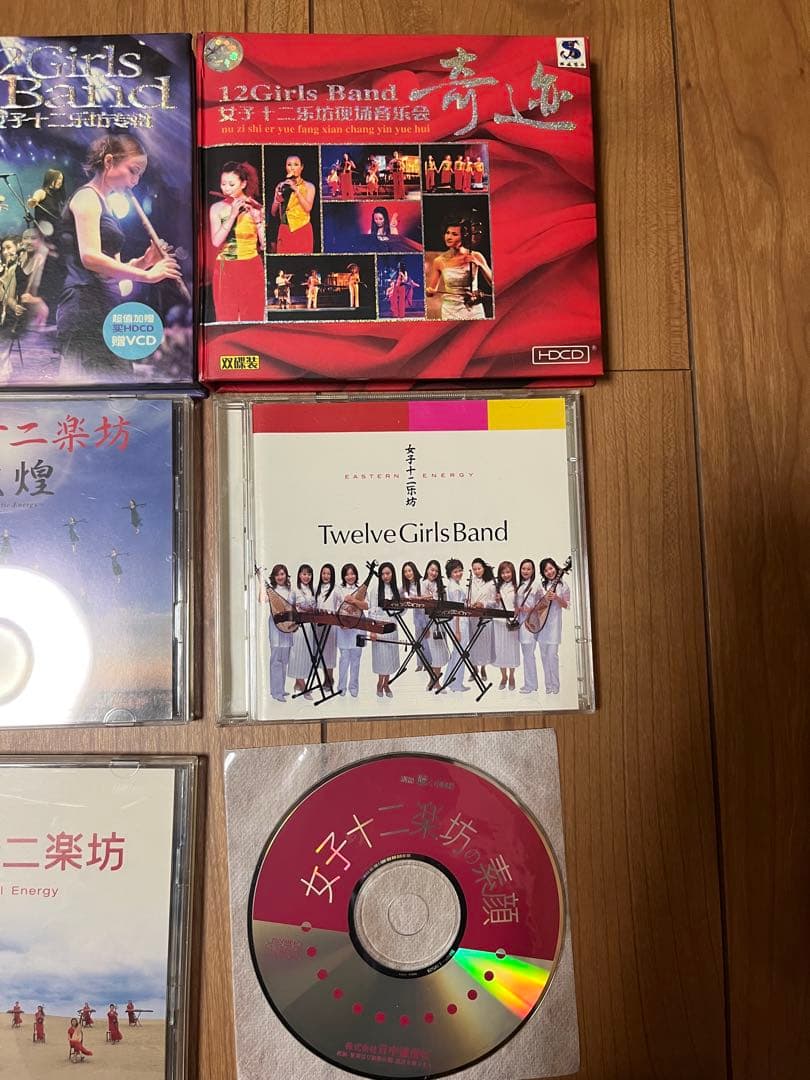 12Girls
Band
女子十二乐坊专辑
超值加赠
买HDCD
赠VCD
12Girls Band
奇迹
女子十二乐坊现场音乐会
nu zi shi er yue fang xian chang yin yue hui
双碟装
HDCD
十二楽坊
煌
EASTERN ENERGY
女子十二乐坊
Twelve Girls Band
二楽坊
Energy
女子十二楽坊の素顔